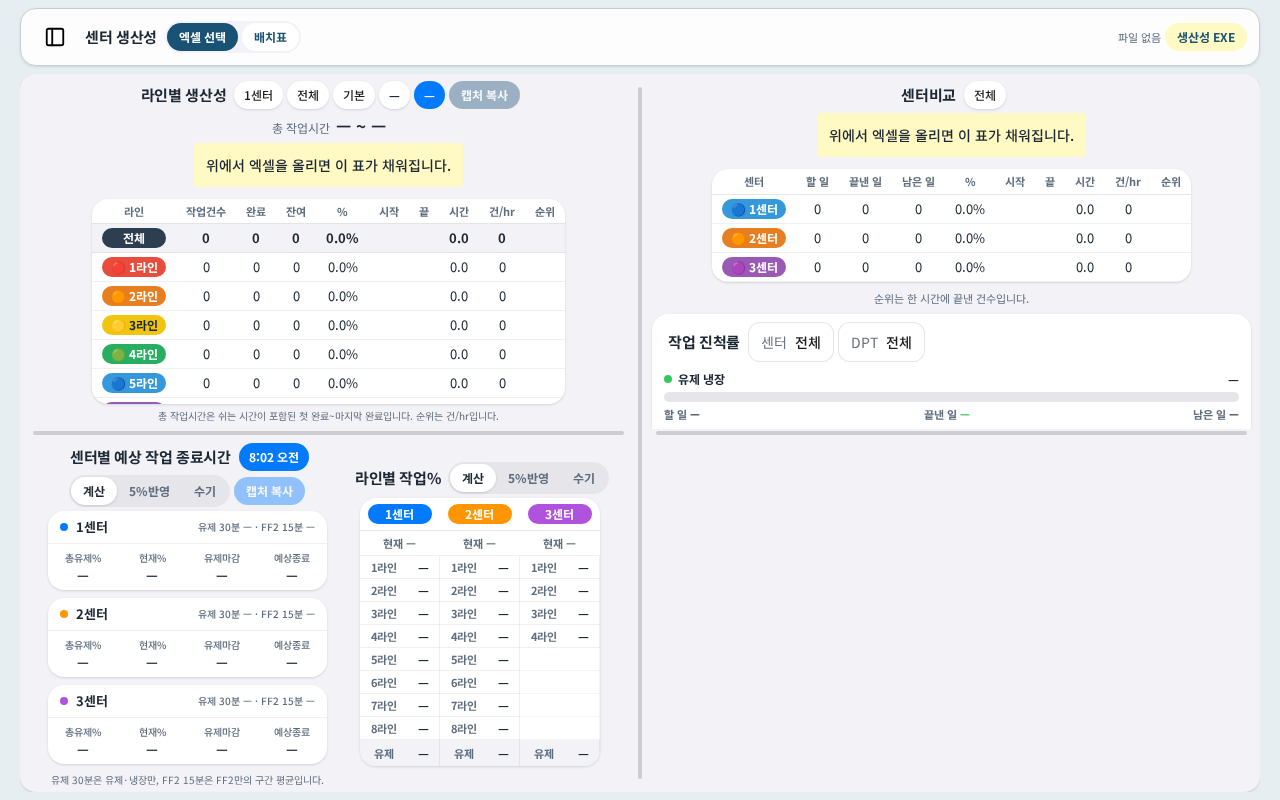 센터 생산성 엑셀 선택 배치표 파일 없음 생산성 EXE
라인별 생산성 1센터 전체 기본 — — 캡처 복사
총 작업시간 — ~ —
위에서 엑셀을 올리면 이 표가 채워집니다.
라인 작업건수 완료 잔여 % 시작 끝 시간 건/hr 순위
전체 0 0 0 0.0% 0.0 0
1라인 0 0 0 0.0% 0.0 0
2라인 0 0 0 0.0% 0.0 0
3라인 0 0 0 0.0% 0.0 0
4라인 0 0 0 0.0% 0.0 0
5라인 0 0 0 0.0% 0.0 0
총 작업시간은 쉬는 시간이 포함된 첫 완료~마지막 완료입니다. 순위는 건/hr입니다.
센터비교 전체
위에서 엑셀을 올리면 이 표가 채워집니다.
센터 할 일 끝낸 일 남은 일 % 시작 끝 시간 건/hr 순위
1센터 0 0 0 0.0% 0.0 0
2센터 0 0 0 0.0% 0.0 0
3센터 0 0 0 0.0% 0.0 0
순위는 한 시간에 끝낸 건수입니다.
작업 진척률 센터 전체 DPT 전체
유제 냉장 —
할 일 — 끝낸 일 — 남은 일 —
센터별 예상 작업 종료시간 8:02 오전
계산 5%반영 수기 캡처 복사
1센터 유제 30분 — · FF2 15분 —
총유제% 현재% 유제마감 예상종료
— — — —
2센터 유제 30분 — · FF2 15분 —
총유제% 현재% 유제마감 예상종료
— — — —
3센터 유제 30분 — · FF2 15분 —
총유제% 현재% 유제마감 예상종료
— — — —
유제 30분은 유제·냉장만, FF2 15분은 FF2만의 구간 평균입니다.
라인별 작업% 계산 5%반영 수기
1센터 2센터 3센터
현재 — 현재 — 현재 —
1라인 — 1라인 — 1라인 —
2라인 — 2라인 — 2라인 —
3라인 — 3라인 — 3라인 —
4라인 — 4라인 — 4라인 —
5라인 — 5라인 —
6라인 — 6라인 —
7라인 — 7라인 —
8라인 — 8라인 —
유제 — 유제 — 유제 —